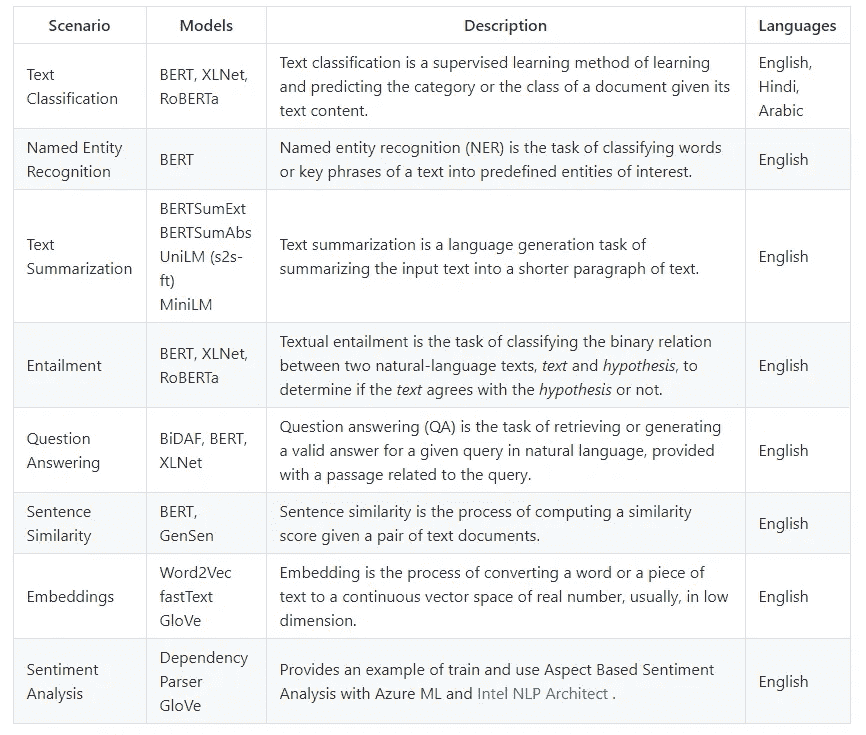 Scenario Models Description Languages
Text Classification
BERT, XLNet, RoBERTa
Text classification is a supervised learning method of learning
and predicting the category or the class of a document given its
text content.
English, Hindi, Arabic
Named Entity Recognition
BERT
Named entity recognition (NER) is the task of classifying words
or key phrases of a text into predefined entities of interest.
English
Text Summarization
BERTSumExt
BERTSumAbs
UniLM (s2s-ft)
MiniLM
Text summarization is a language generation task of
summarizing the input text into a shorter paragraph of text.
English
Entailment
BERT, XLNet, RoBERTa
Textual entailment is the task of classifying the binary relation
between two natural-language texts, text and hypothesis, to
determine if the text agrees with the hypothesis or not.
English
Question Answering
BiDAF, BERT, XLNet
Question answering (QA) is the task of retrieving or generating
a valid answer for a given query in natural language, provided
with a passage related to the query.
English
Sentence Similarity
BERT, GenSen
Sentence similarity is the process of computing a similarity
score given a pair of text documents.
English
Embeddings
Word2Vec
fastText
GloVe
Embedding is the process of converting a word or a piece of
text to a continuous vector space of real number, usually, in low
dimension.
English
Sentiment Analysis
Dependency Parser
GloVe
Provides an example of train and use Aspect Based Sentiment
Analysis with Azure ML and Intel NLP Architect .
English